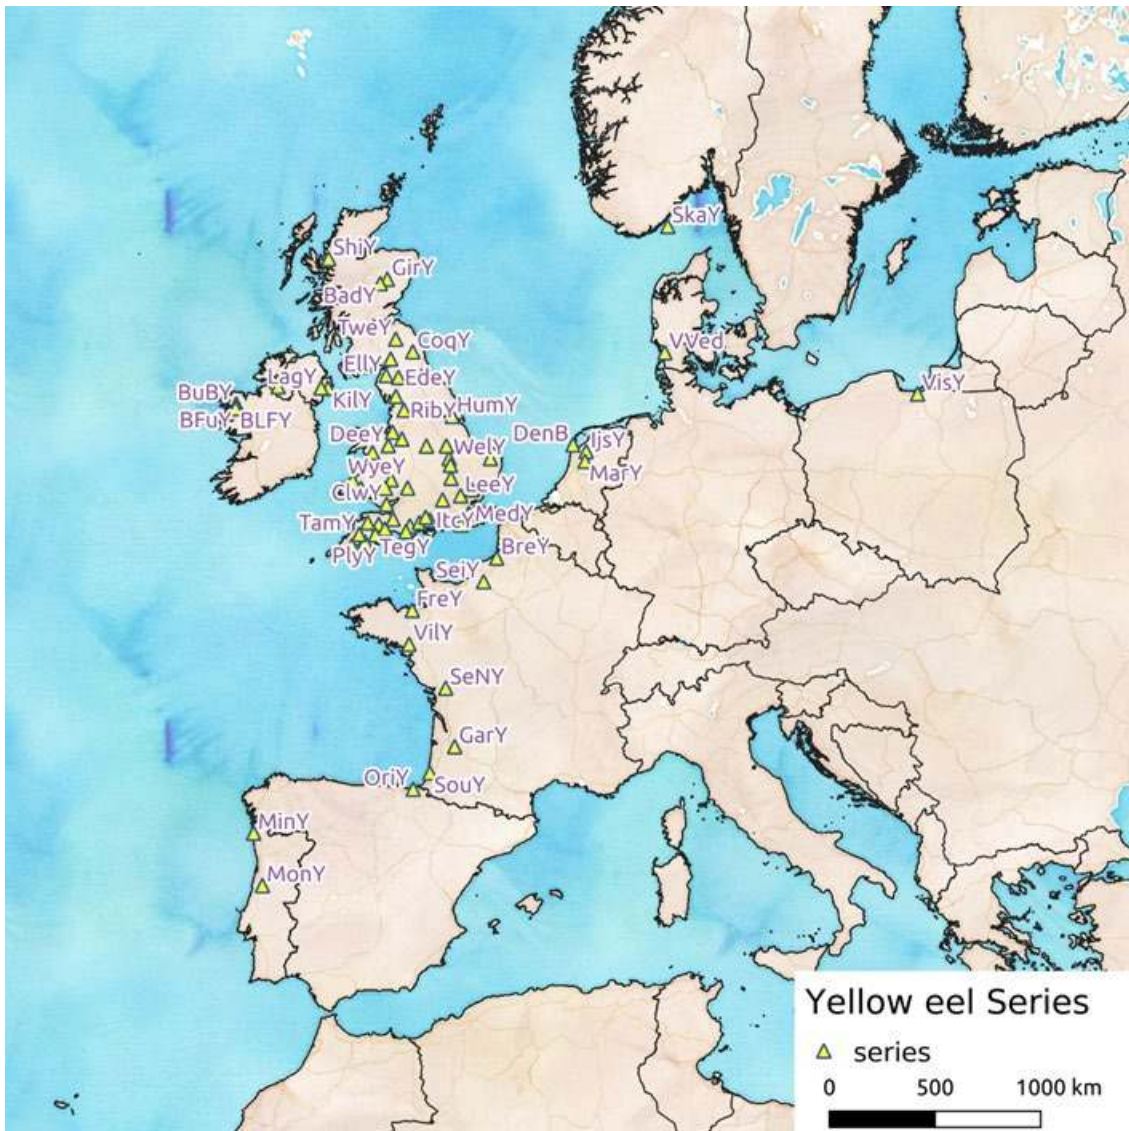 SkaY
ShiY
GirY
BadY
TweY
CoqY
VVed
EllY
LagY
EdeY
VisY
BuBY
KilY
RibY
HumY
BFuY
BLFY
DeeY
WelY
DenB
IjsY
WyeY
MarY
ClwY
LeeY
TamY
ItcY
MedY
PlyY
TegY
BreY
SeiY
FreY
VilY
SeNY
GarY
OriY
SouY
MinY
MonY
Yellow eel Series
series
0 500 1000 km